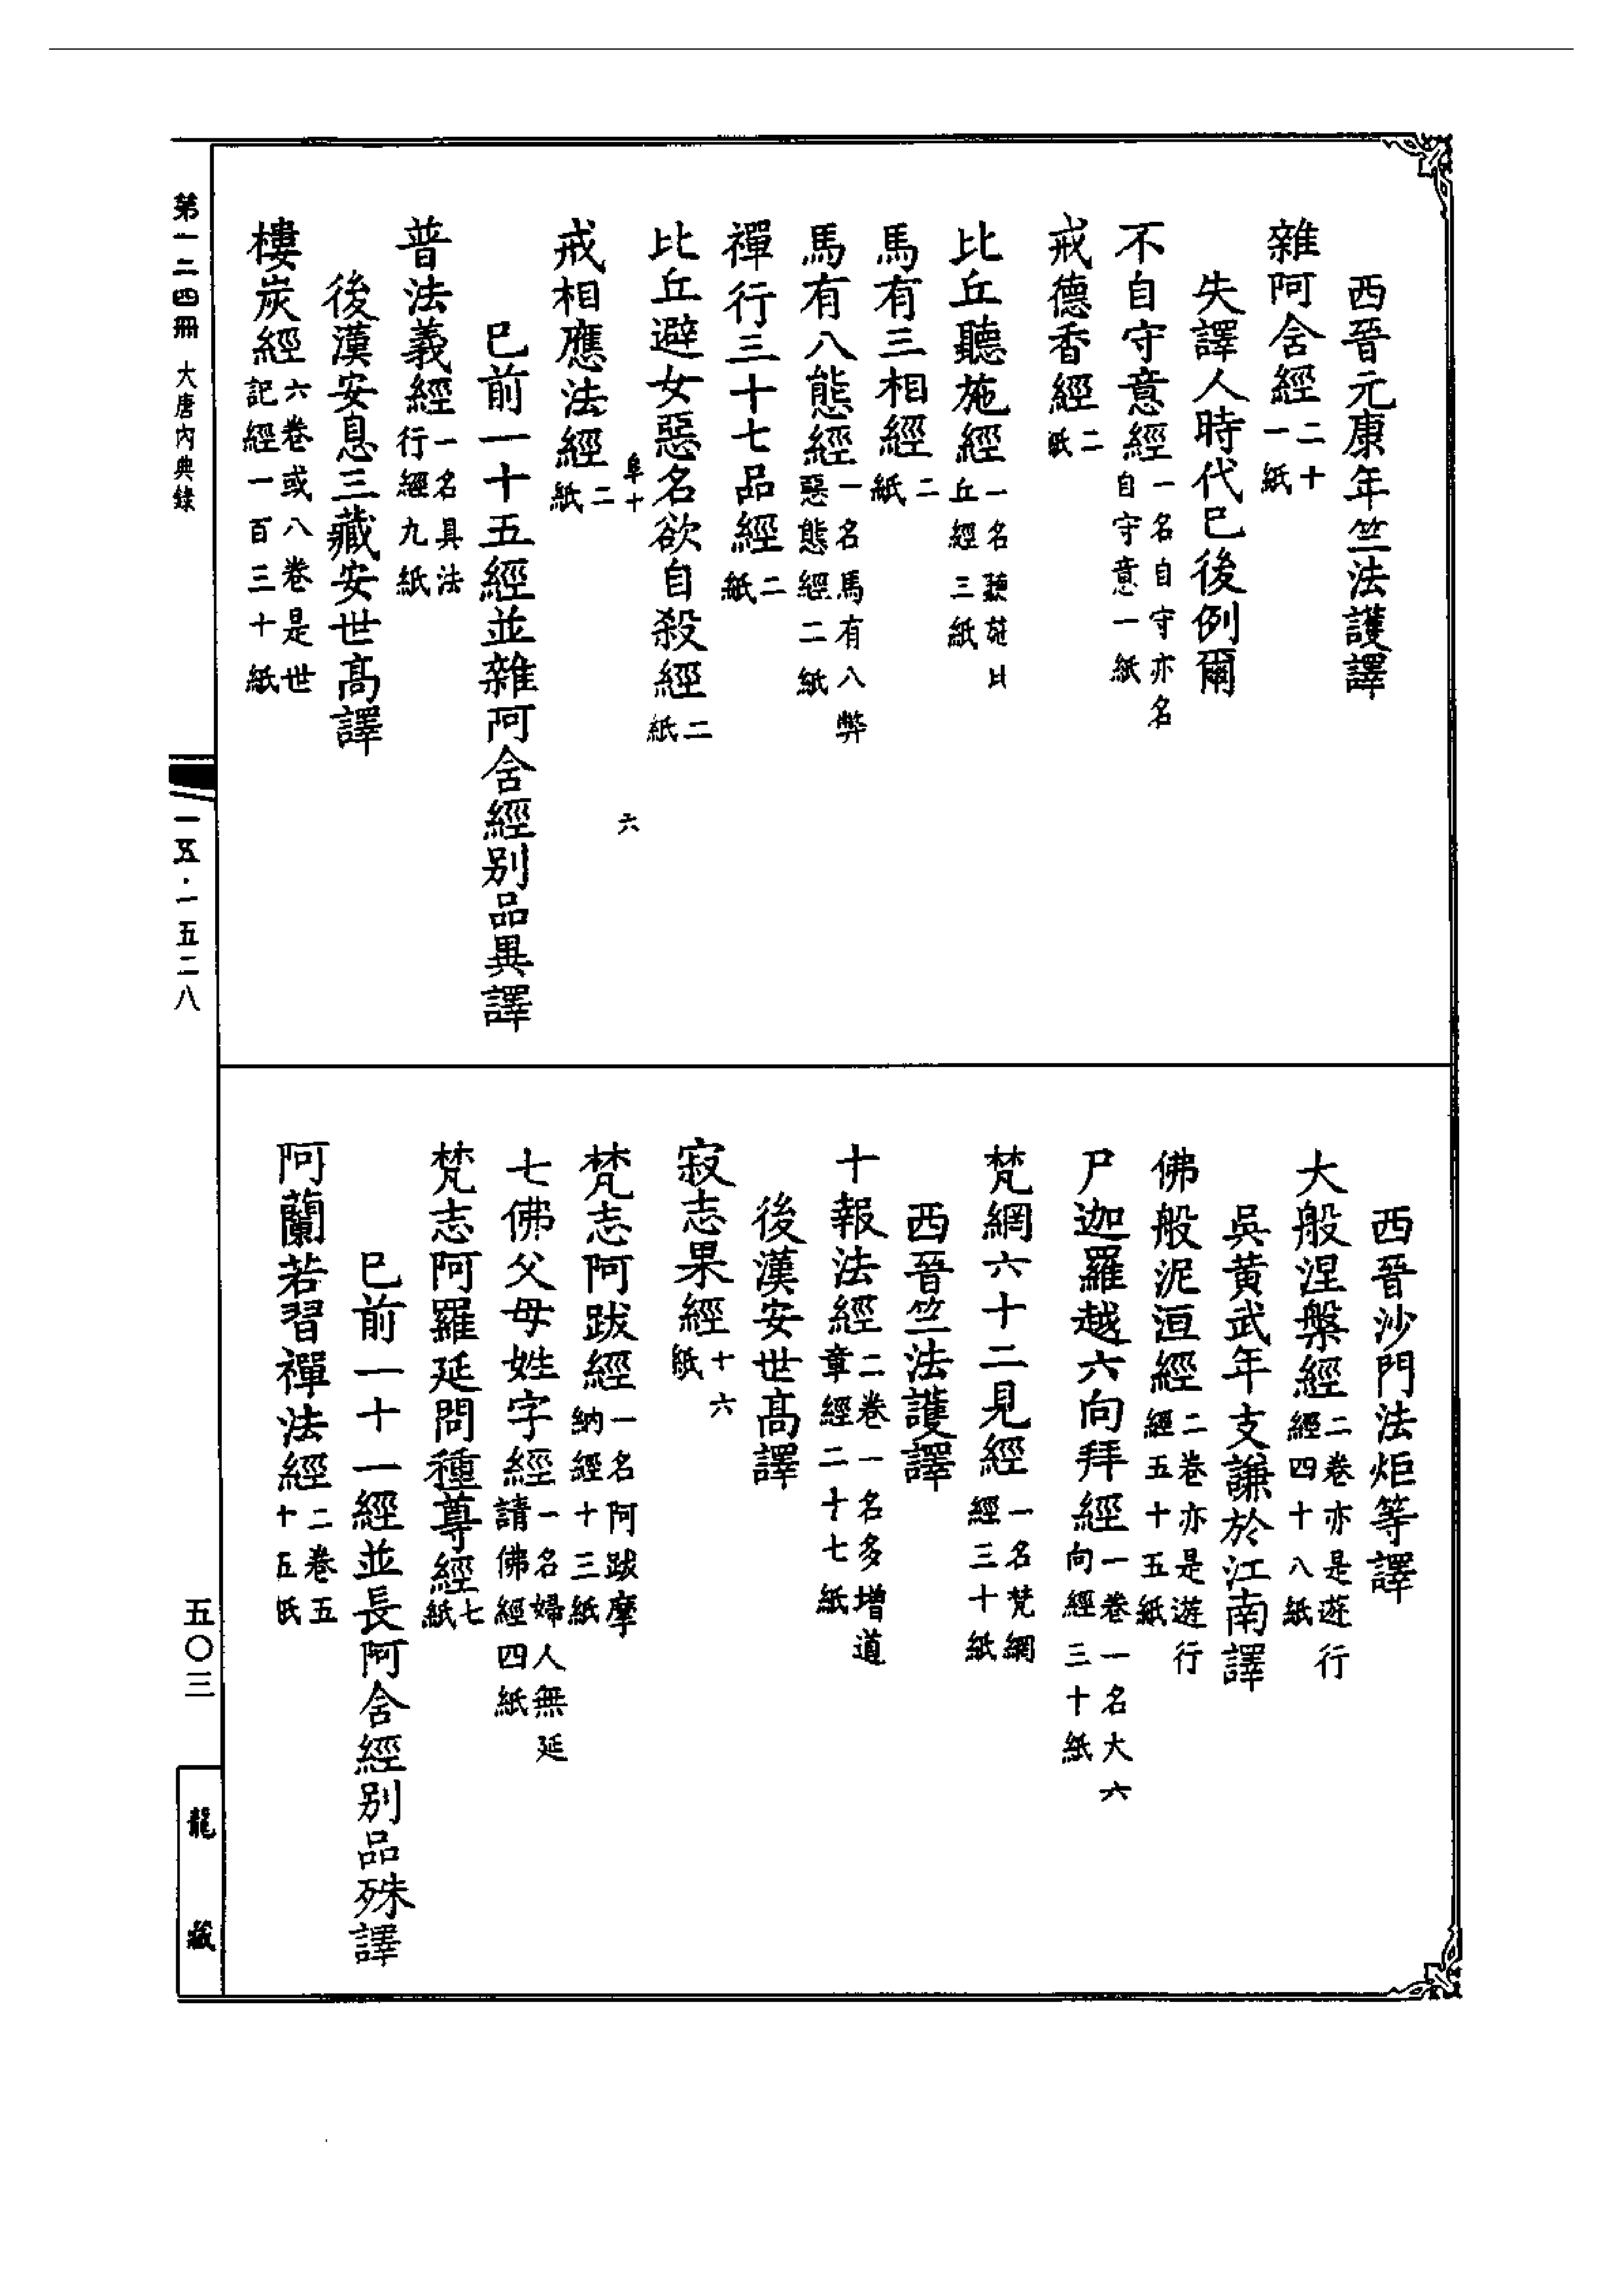 西晉元康年竺法護譯
雜阿含經二十一紙
失譯人時代已後例爾
不自守意經一名自守亦名自守意一紙
戒德香經二紙
比丘聽施經一名聽施比丘經三紙
馬有三相經二紙
馬有八態經一名馬有八弊惡態經二紙
禪行三十七品經二紙
比丘避女惡名欲自殺經二紙
阜十 六
戒相應法經二紙
已前一十五經並雜阿含經別品異譯
普法義經一名具法行經九紙
後漢安息三藏安世高譯
樓炭經六卷或八卷是世記經一百三十紙
西晉沙門法炬等譯
大般涅槃經二卷亦是遊行經四十八紙
吳黃武年支謙於江南譯
佛般泥洹經二卷亦是遊行經五十五紙
尸迦羅越六向拜經一卷一名大六向經三十紙
梵網六十二見經一名梵網經三十紙
西晉竺法護譯
十報法經二卷一名多增道章經二十七紙
後漢安世高譯
寂志果經十六紙
梵志阿跋經一名阿跋摩納經十三紙
七佛父母姓字經一名婦人無延請佛經四紙
梵志阿羅延問種尊經七紙
已前一十一經並長阿含經別品殊譯
阿蘭若習禪法經二卷五十五紙
第一二四冊 大唐內典錄
一五·一五二八
五〇三
龍藏